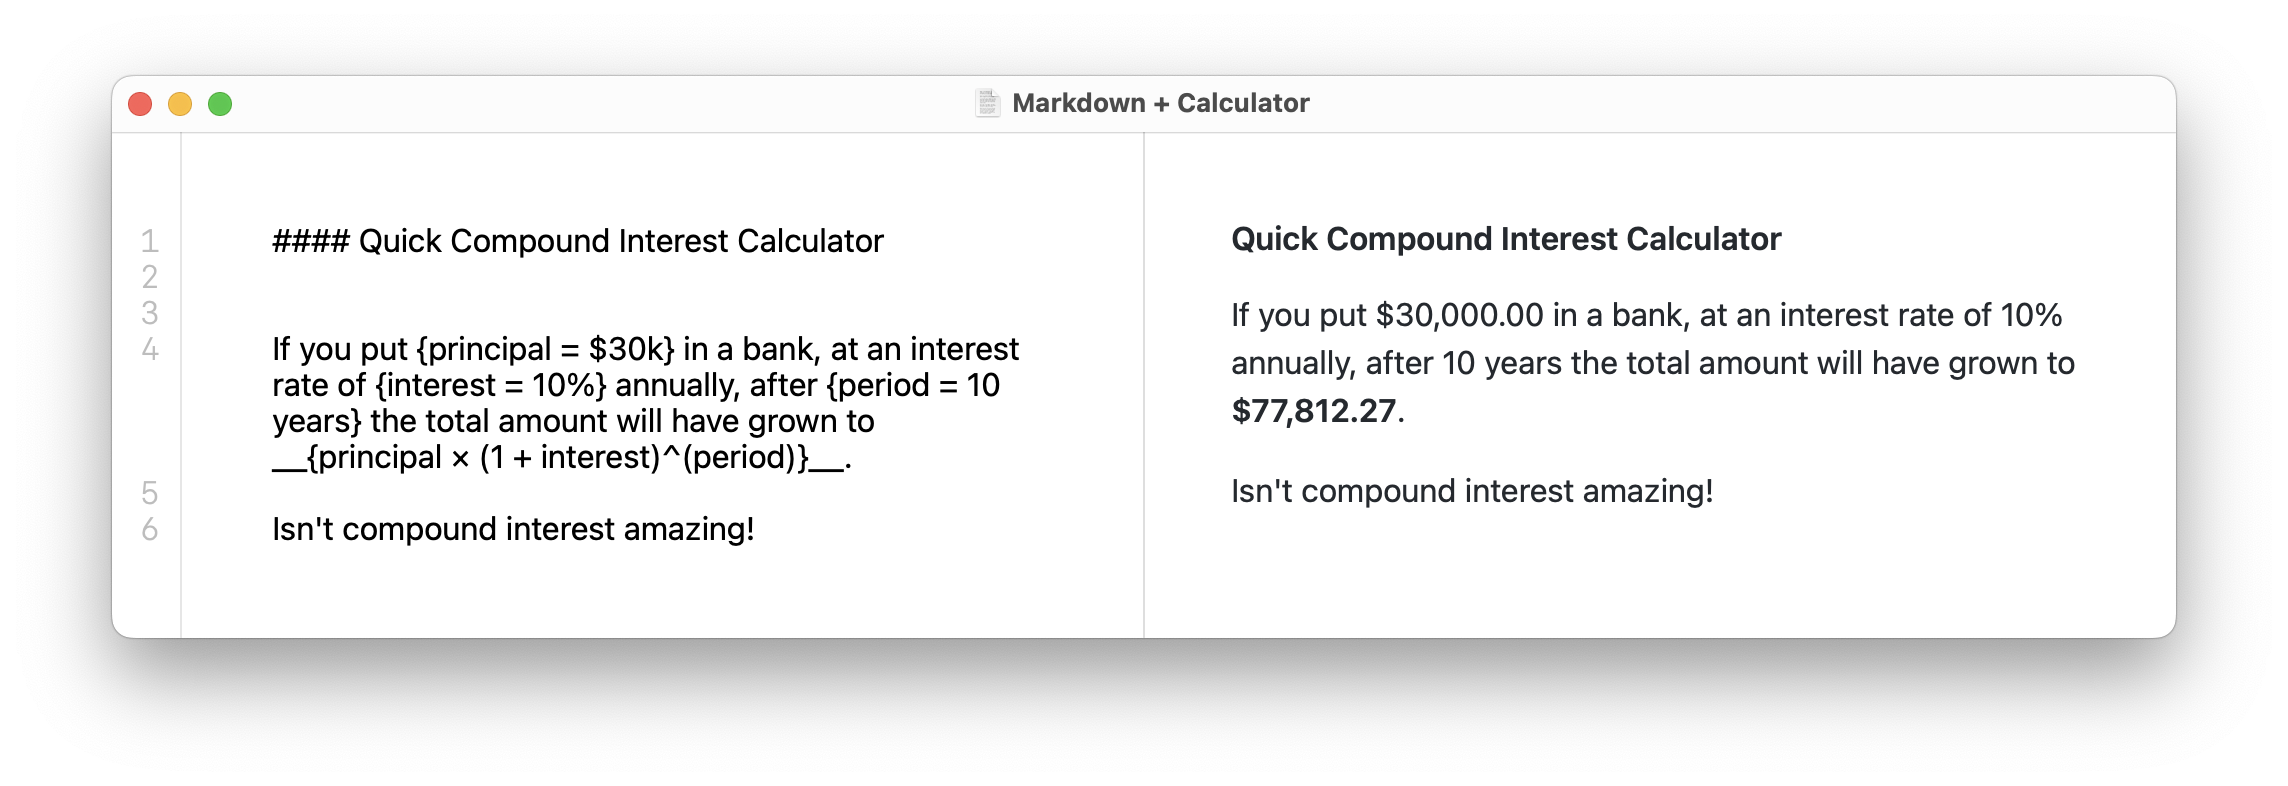 Markdown + Calculator
1
2
3
4
5
6
#### Quick Compound Interest Calculator
If you put {principal = $30k} in a bank, at an interest
rate of {interest = 10%} annually, after {period = 10
years} the total amount will have grown to
__{principal × (1 + interest)^(period)}__.
Isn't compound interest amazing!
Quick Compound Interest Calculator
If you put $30,000.00 in a bank, at an interest rate of 10%
annually, after 10 years the total amount will have grown to
$77,812.27.
Isn't compound interest amazing!